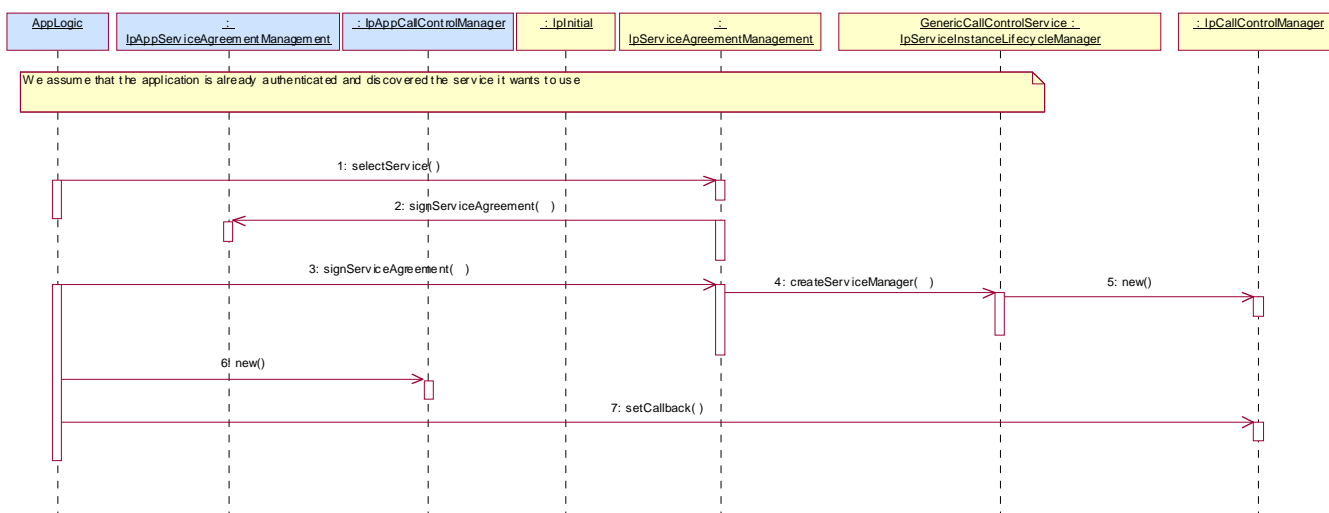 AppLogic
:
IpAppServiceAgreementManagement
: IpAppCallControlManager
: IpInitial
:
IpServiceAgreementManagement
GenericCallControlService :
IpServiceInstanceLifecycleManager
: IpCallControlManager
We assume that the application is already authenticated and discovered the service it wants to use
1: selectService( )
2: signServiceAgreement( )
3: signServiceAgreement( )
4: createServiceManager( )
5: new()
6: new()
7: setCallback( )